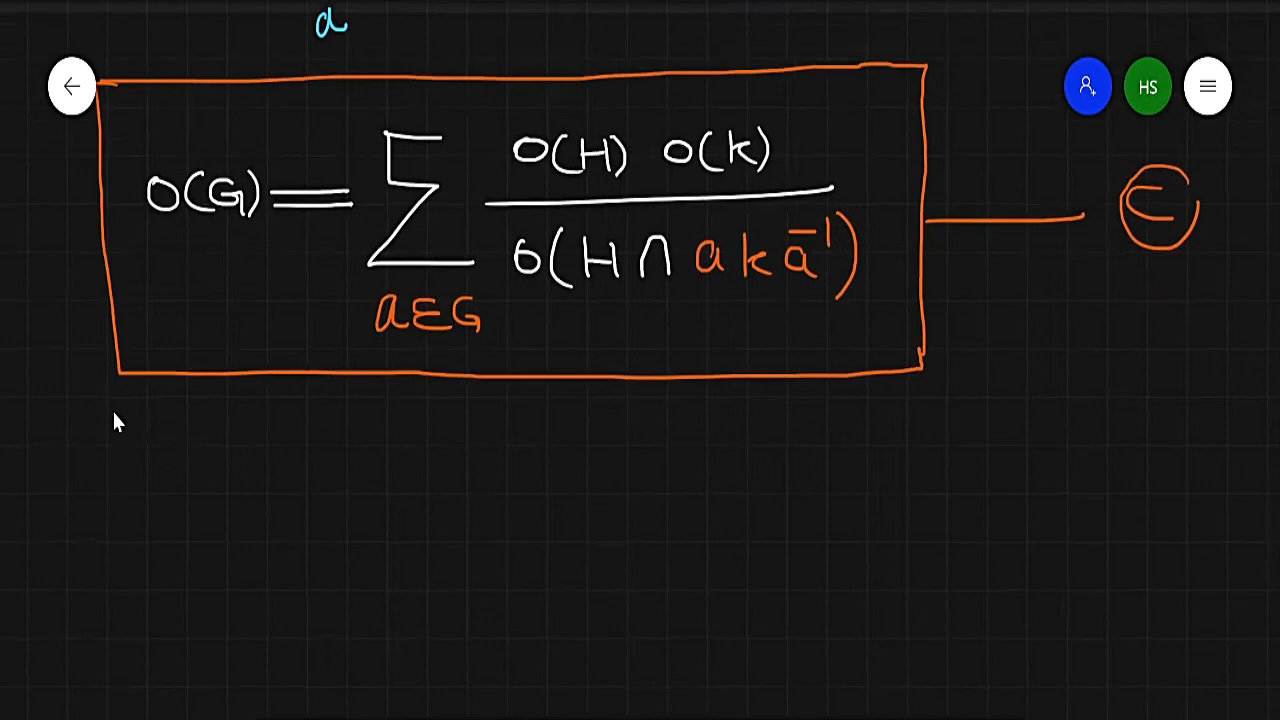 a
HS
O(G) = Σ O(H) O(K) / O(H ∩ a k a⁻¹)
a∈G